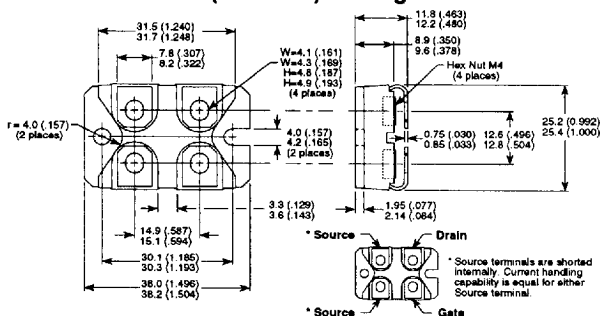 31.5 (1.240)
31.7 (1.248)
7.8 (.307)
8.2 (.322)
W=4.1 (.161)
W=4.3 (.169)
H=4.8 (.187)
H=4.9 (.193)
(4 places)
r = 4.0 (.157)
(2 places)
4.0 (.157)
4.2 (.165)
(2 places)
3.3 (.129)
3.6 (.143)
14.9 (.587)
15.1 (.594)
30.1 (1.185)
30.3 (1.193)
38.0 (1.496)
38.2 (1.504)
11.8 (.463)
12.2 (.480)
8.9 (.350)
9.6 (.378)
Hex Nut M4
(4 places)
0.75 (.030)
0.85 (.033)
12.6 (.496)
12.8 (.504)
25.2 (0.992)
25.4 (1.000)
1.95 (.077)
2.14 (.084)
* Source
Drain
* Source
Gate
* Source terminals are shorted
internally. Current handling
capability is equal for either
Source terminal.